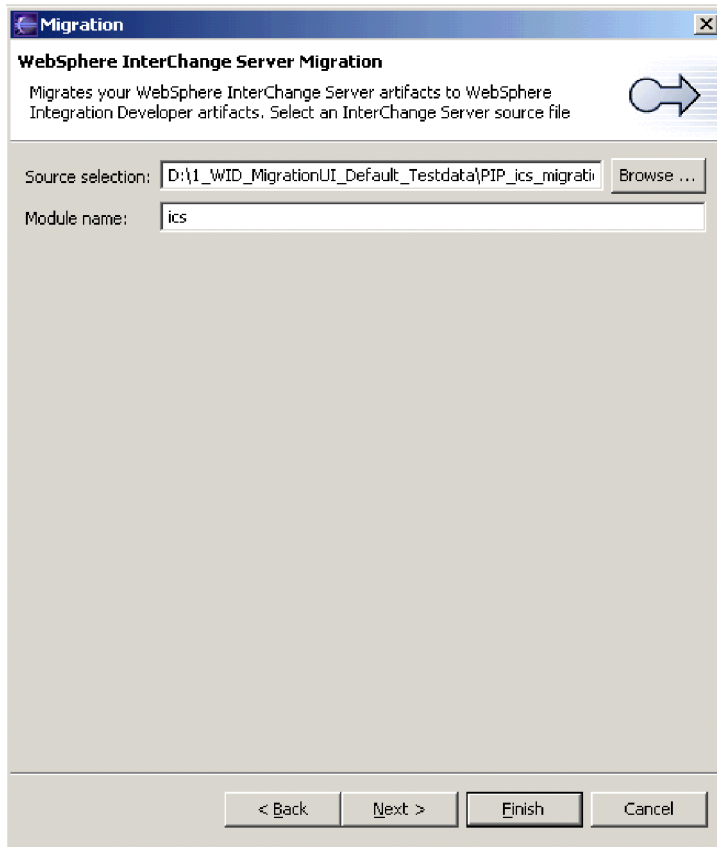 Migration
WebSphere InterChange Server Migration
Migrates your WebSphere InterChange Server artifacts to WebSphere
Integration Developer artifacts. Select an InterChange Server source file
Source selection: D:\1_WID_MigrationUI_Default_Testdata\PIP_ics_migrati Browse ...
Module name: ics
< Back Next > Finish Cancel